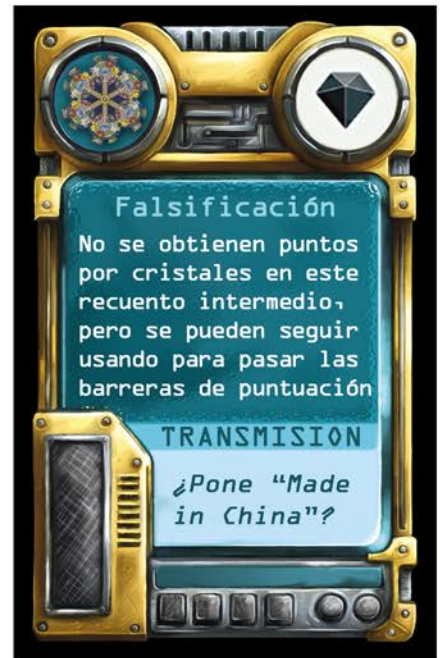 Falsificación
No se obtienen puntos
por cristales en este
recuento intermedio,
pero se pueden seguir
usando para pasar las
barreras de puntuación
TRANSMISION
¿Pone "Made
in China"?